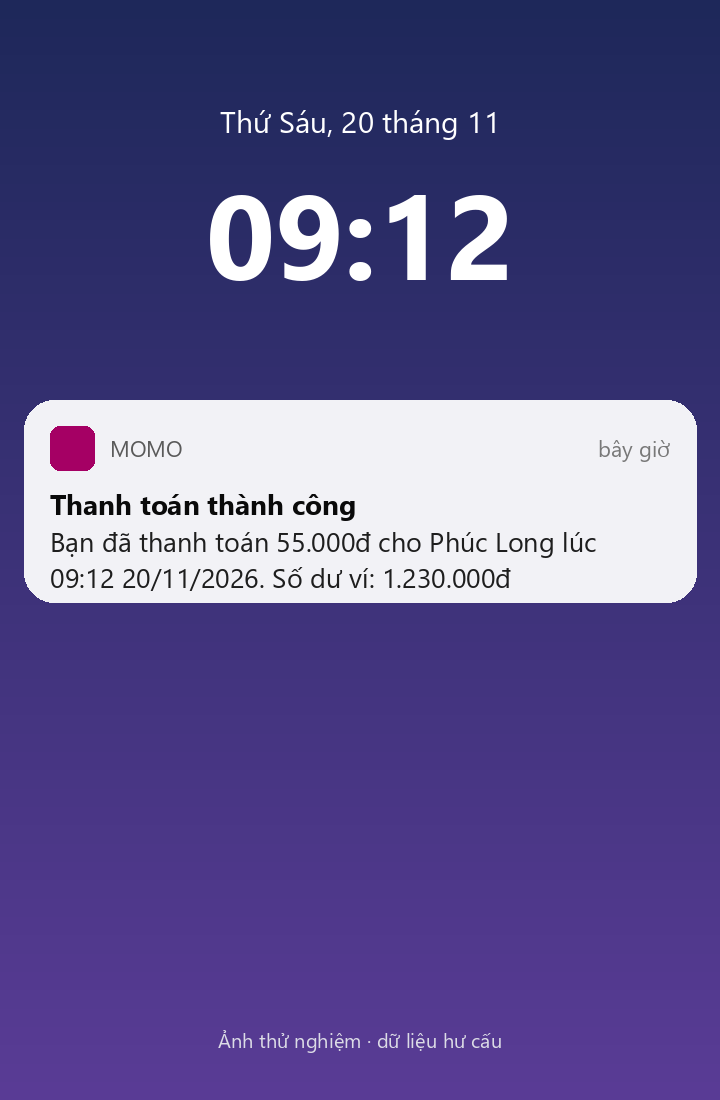 Thứ Sáu, 20 tháng 11
09:12
MOMO
bây giờ
Thanh toán thành công
Bạn đã thanh toán 55.000đ cho Phúc Long lúc
09:12 20/11/2026. Số dư ví: 1.230.000đ
Ảnh thử nghiệm · dữ liệu hư cấu